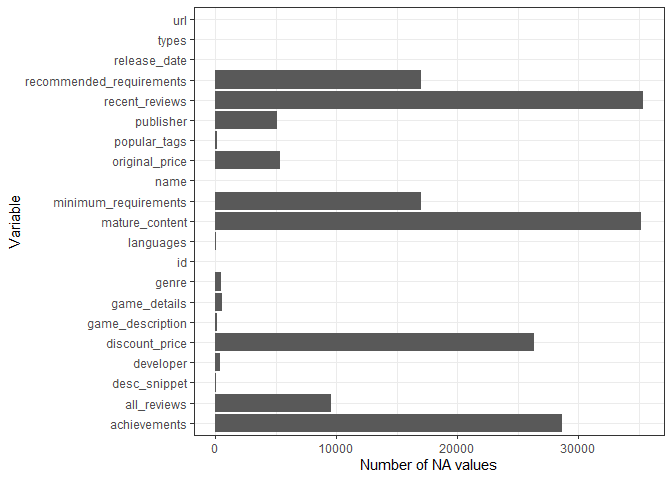 url
types
release_date
recommended_requirements
recent_reviews
publisher
popular_tags
original_price
name
minimum_requirements
mature_content
languages
id
genre
game_details
game_description
discount_price
developer
desc_snippet
all_reviews
achievements
Variable
0 10000 20000 30000
Number of NA values